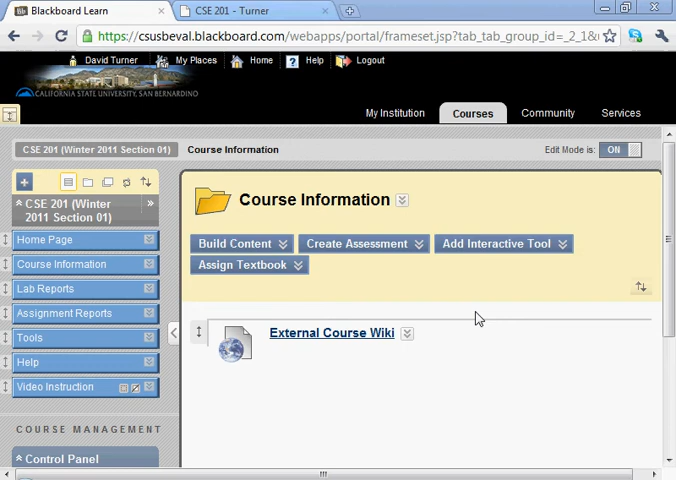 Blackboard Learn
CSE 201 - Turner
https://csusbeval.blackboard.com/webapps/portal/frameset.jsp?tab_tab_group_id=_2_1&
David Turner
My Places
Home
Help
Logout
CALIFORNIA STATE UNIVERSITY, SAN BERNARDINO
My Institution
Courses
Community
Services
CSE 201 (Winter 2011 Section 01)
Course Information
Edit Mode is:
ON
CSE 201 (Winter
2011 Section 01)
Home Page
Course Information
Lab Reports
Assignment Reports
Tools
Help
Video Instruction
COURSE MANAGEMENT
Control Panel
Course Information
Build Content
Create Assessment
Add Interactive Tool
Assign Textbook
External Course Wiki